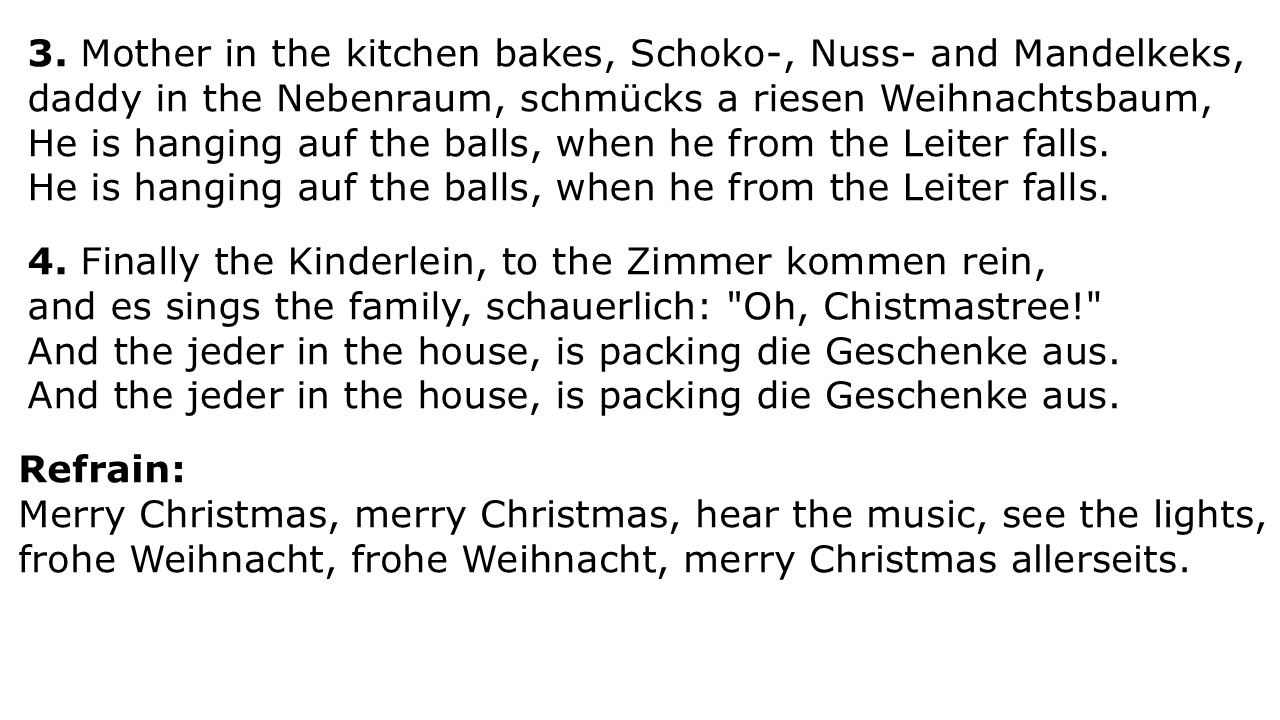 3. Mother in the kitchen bakes, Schoko-, Nuss- and Mandelkeks,
daddy in the Nebenraum, schmücks a riesen Weihnachtsbaum,
He is hanging auf the balls, when he from the Leiter falls.
He is hanging auf the balls, when he from the Leiter falls.
4. Finally the Kinderlein, to the Zimmer kommen rein,
and es sings the family, schauerlich: "Oh, Chistmastree!"
And the jeder in the house, is packing die Geschenke aus.
And the jeder in the house, is packing die Geschenke aus.
Refrain:
Merry Christmas, merry Christmas, hear the music, see the lights,
frohe Weihnacht, frohe Weihnacht, merry Christmas allerseits.